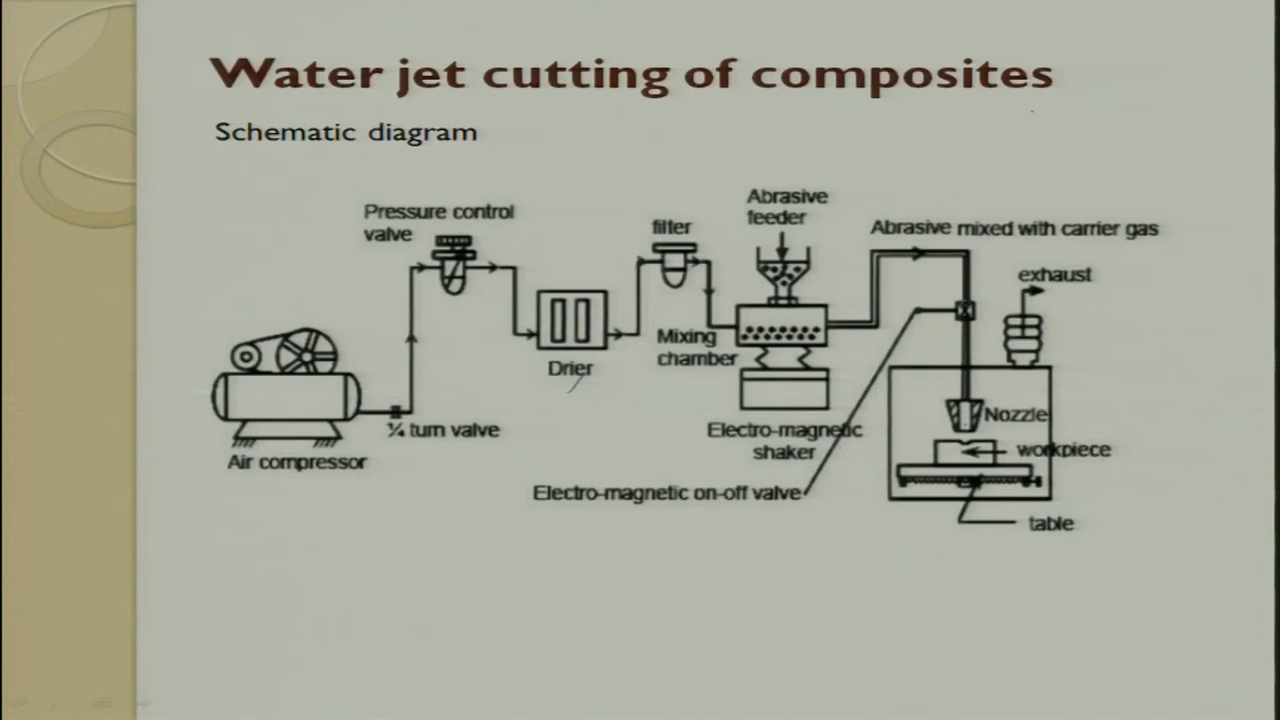 Water jet cutting of composites
Schematic diagram
Pressure control
valve
filter
Abrasive
feeder
Abrasive mixed with carrier gas
exhaust
Mixing
chamber
Drier
Nozzle
¼ turn valve
Electro-magnetic
shaker
workpiece
Air compressor
Electro-magnetic on-off valve
table